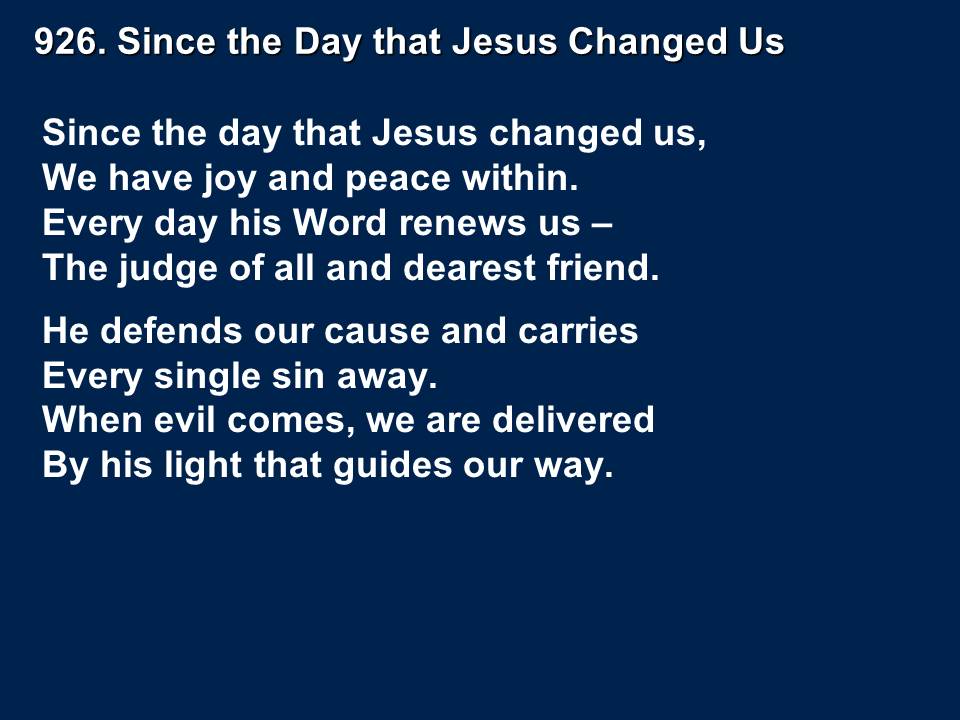 926. Since the Day that Jesus Changed Us
Since the day that Jesus changed us,
We have joy and peace within.
Every day his Word renews us –
The judge of all and dearest friend.
He defends our cause and carries
Every single sin away.
When evil comes, we are delivered
By his light that guides our way.